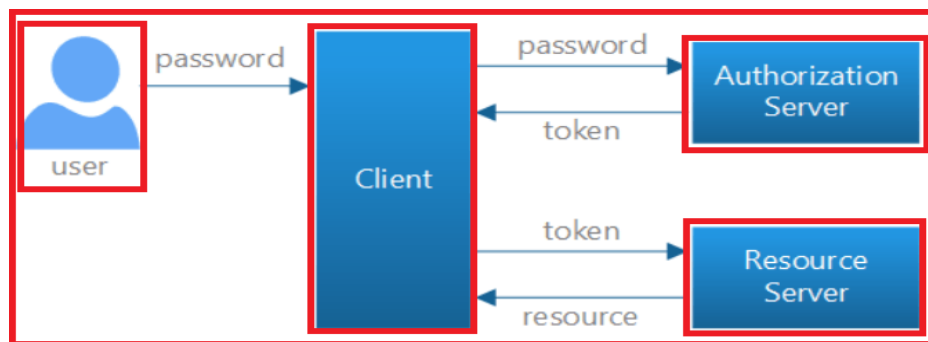 password
user
Client
password
token
Authorization
Server
token
resource
Resource
Server